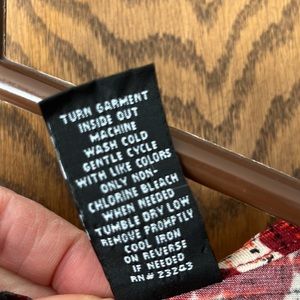 TURN GARMENT
INSIDE OUT
MACHINE
WASH COLD
GENTLE CYCLE
WITH LIKE COLORS
ONLY NON-
CHLORINE BLEACH
WHEN NEEDED
TUMBLE DRY LOW
REMOVE PROMPTLY
COOL IRON
ON REVERSE
IF NEEDED
RN# 23243